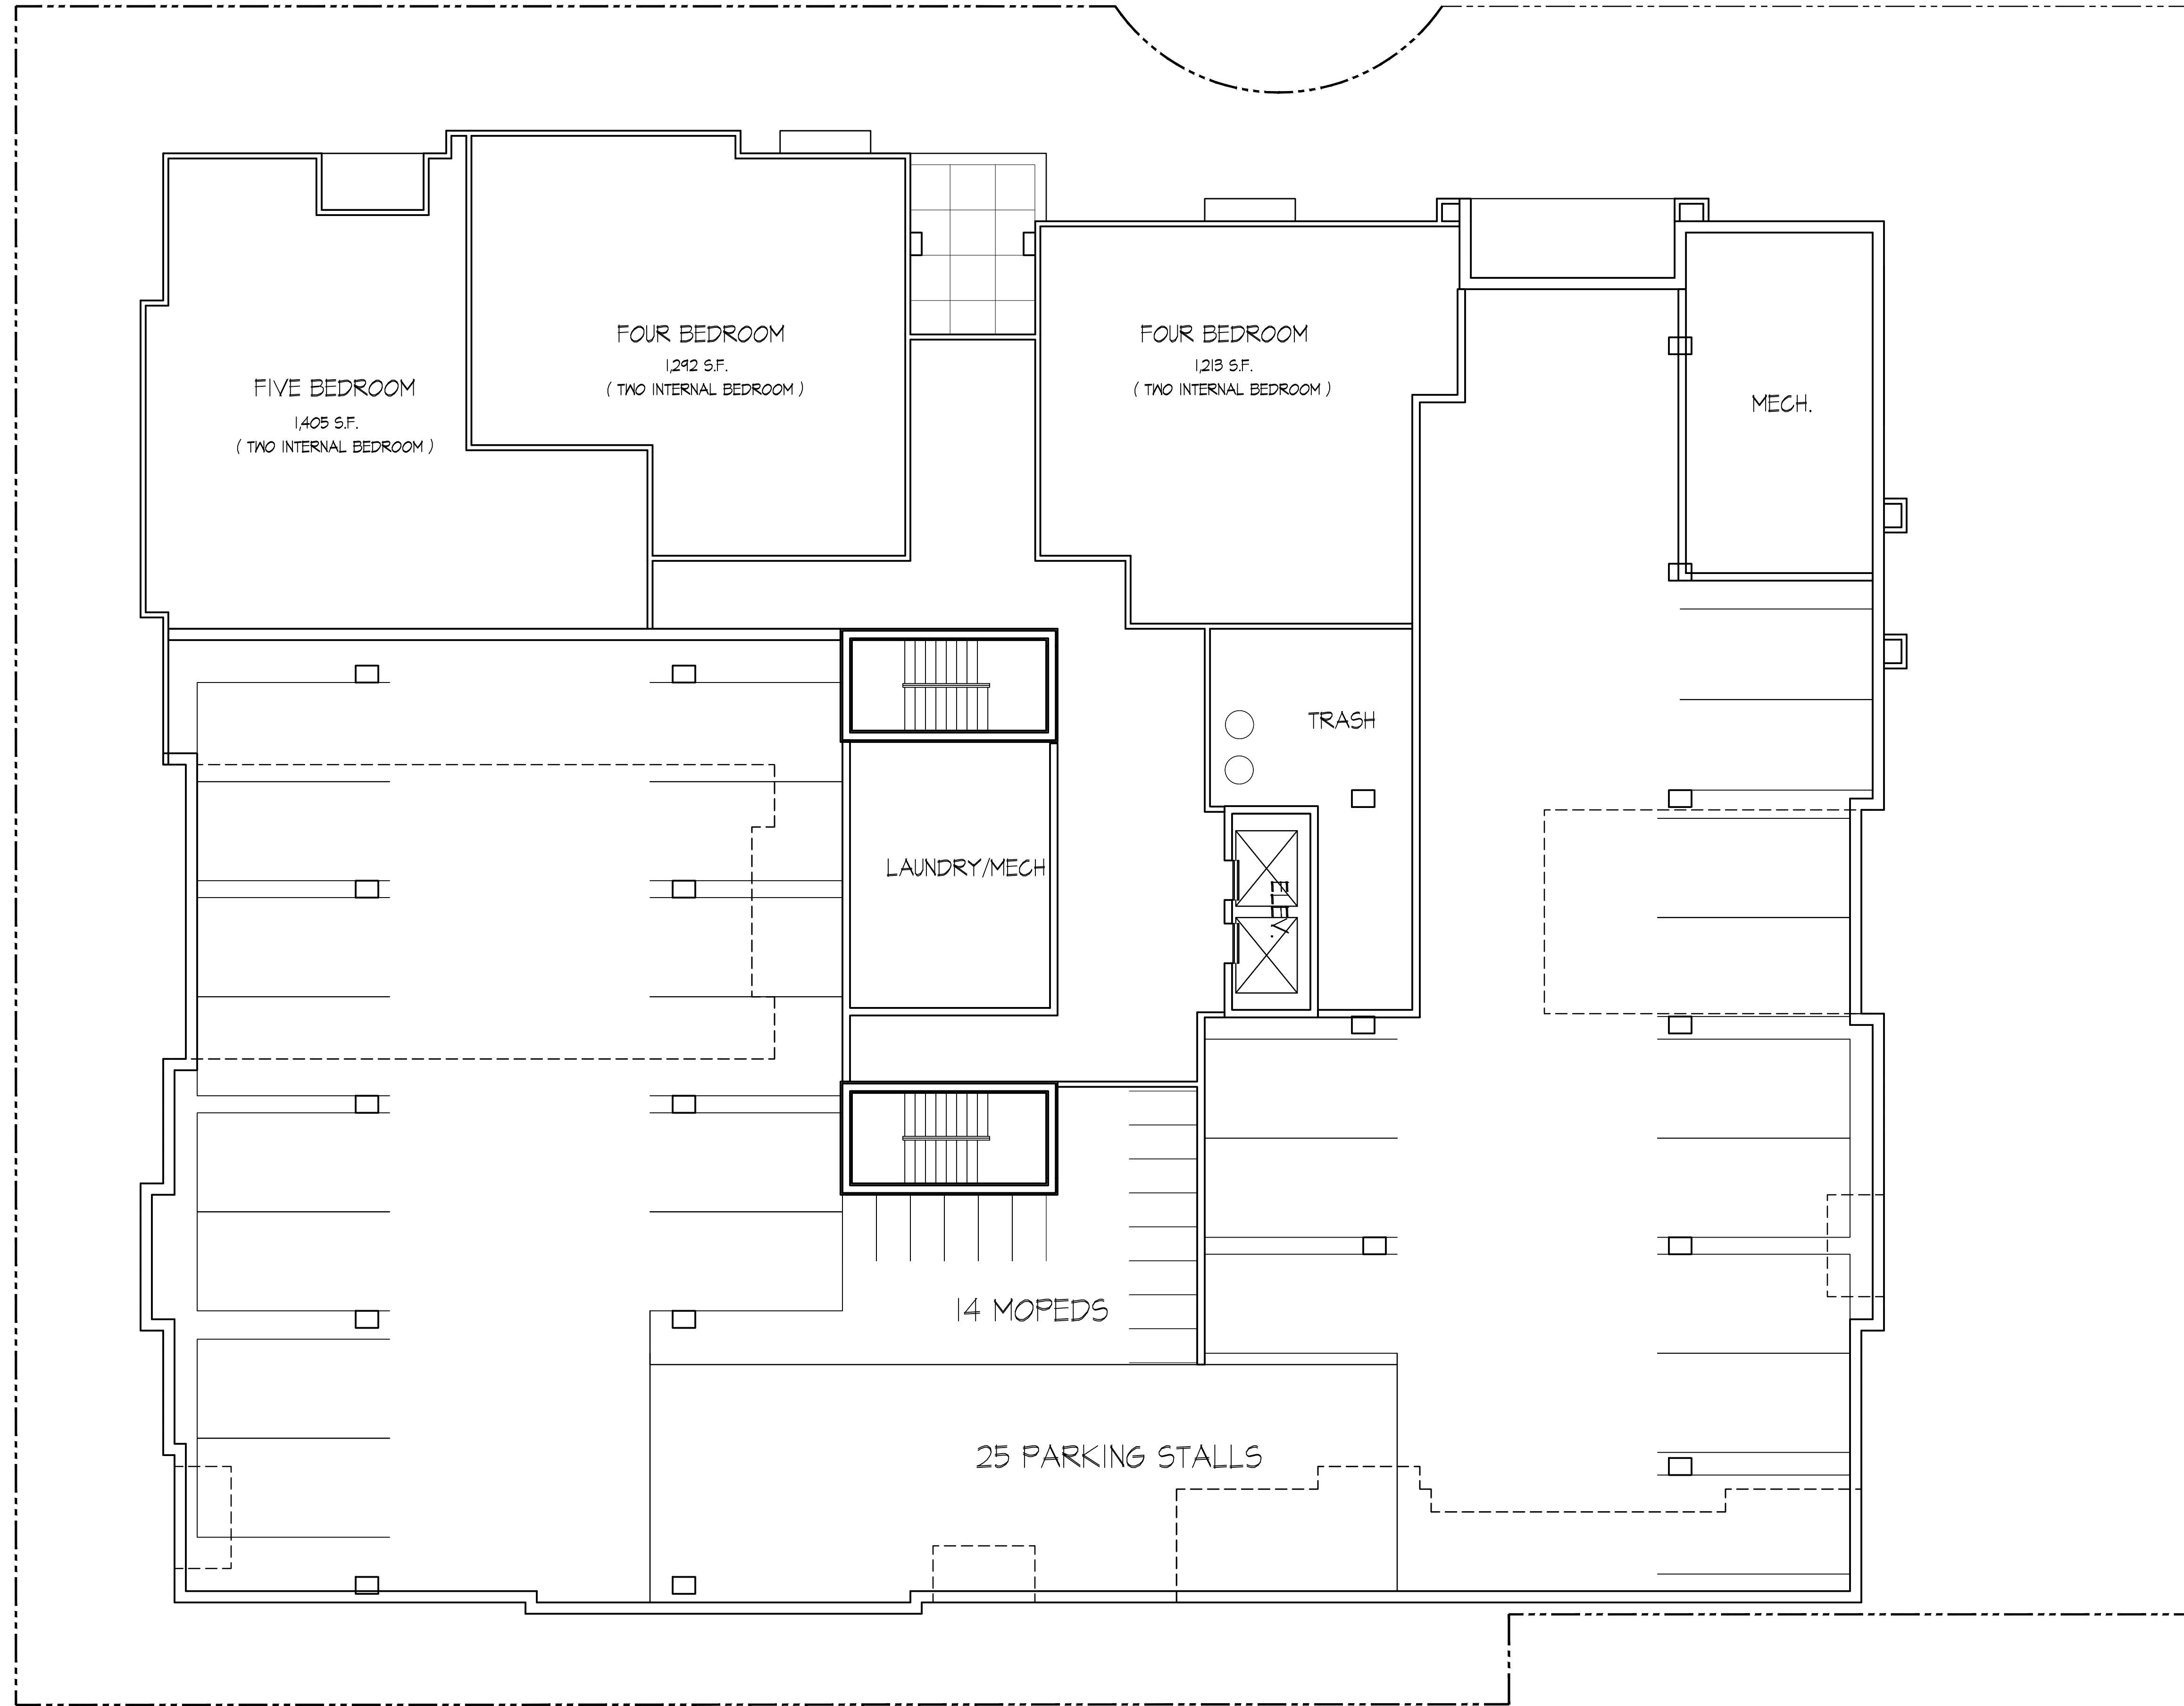 FOUR BEDROOM
1,292 S.F.
( TWO INTERNAL BEDROOM )
FOUR BEDROOM
1,213 S.F.
( TWO INTERNAL BEDROOM )
FIVE BEDROOM
1,405 S.F.
( TWO INTERNAL BEDROOM )
MECH.
TRASH
LAUNDRY/MECH
ELEV.
14 MOPEDS
25 PARKING STALLS